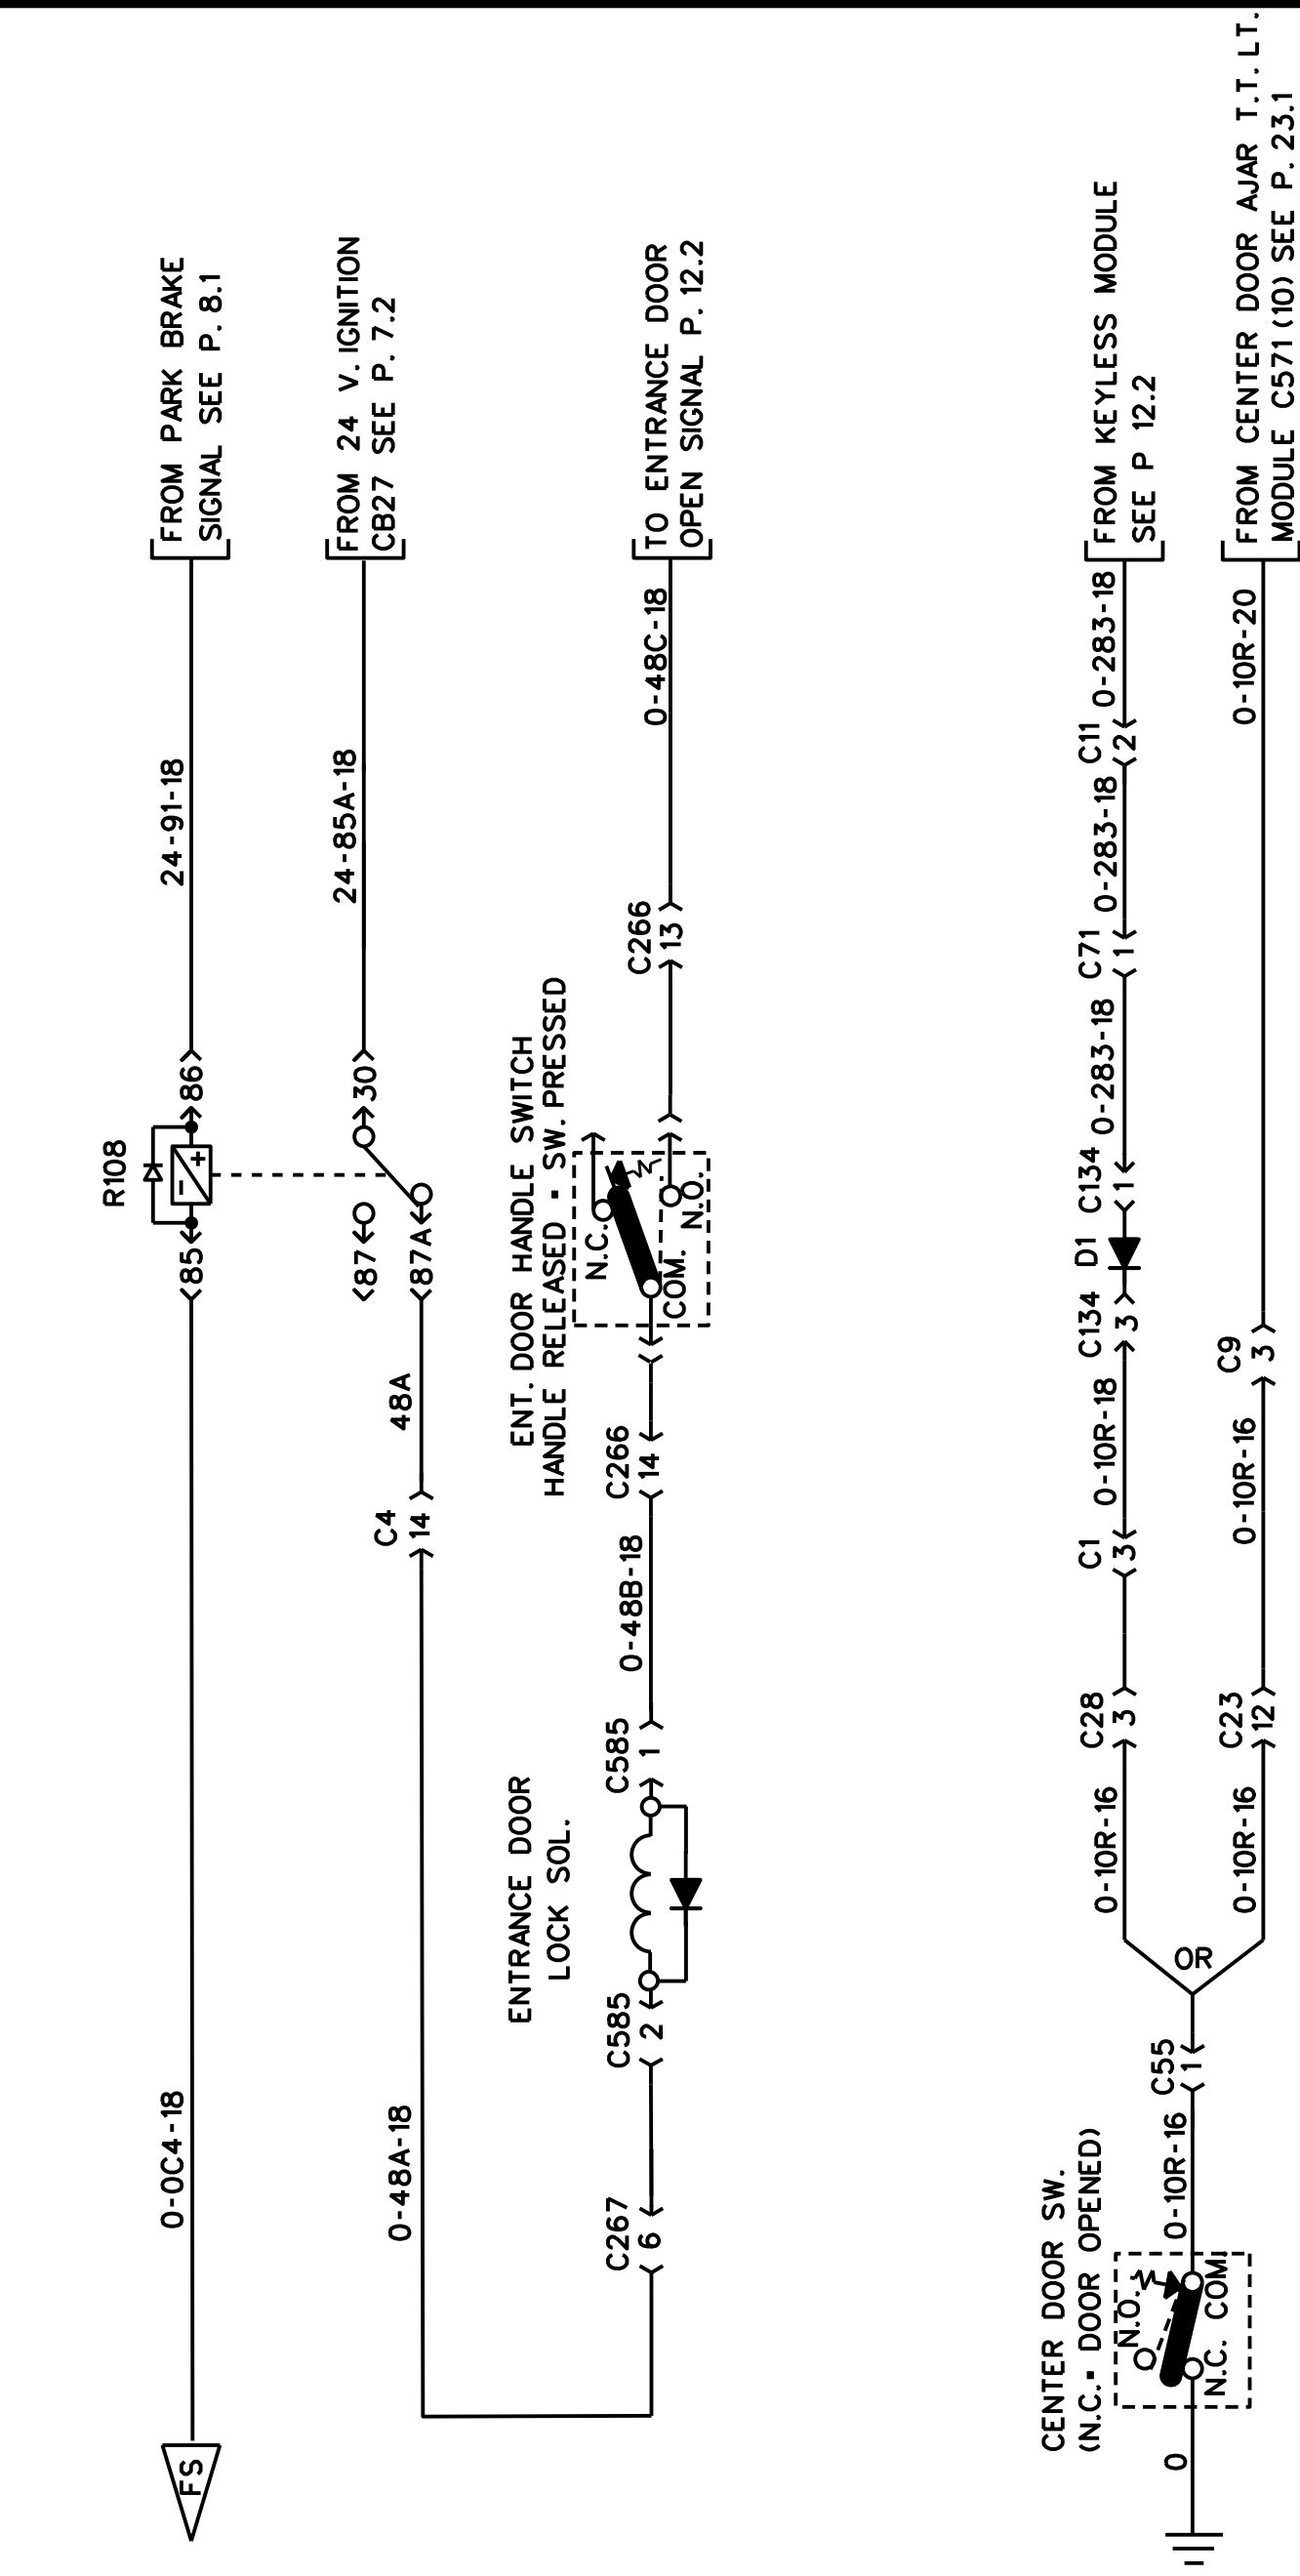 FS
0-0C4-18
85
R108
86
24-91-18
FROM PARK BRAKE
SIGNAL SEE P. 8.1
87
30
24-85A-18
FROM 24 V. IGNITION
CB27 SEE P. 7.2
0-48A-18
C4
14
48A
87A
ENTRANCE DOOR
LOCK SOL.
ENT. DOOR HANDLE SWITCH
HANDLE RELEASED = SW. PRESSED
C267
6
C585
2
C585
1
0-48B-18
C266
14
N.C.
COM.
N.O.
C266
13
0-48C-18
TO ENTRANCE DOOR
OPEN SIGNAL P. 12.2
CENTER DOOR SW.
(N.C.= DOOR OPENED)
0
N.O.
N.C. COM.
0-10R-16
C55
1
OR
0-10R-16
C28
3
C1
3
0-10R-18
C134
3
D1
C134
1
0-283-18
C71
1
0-283-18
C11
2
0-283-18
FROM KEYLESS MODULE
SEE P 12.2
0-10R-16
C23
12
0-10R-16
C9
3
0-10R-20
FROM CENTER DOOR AJAR T.T. LT.
MODULE C571 (10) SEE P. 23.1